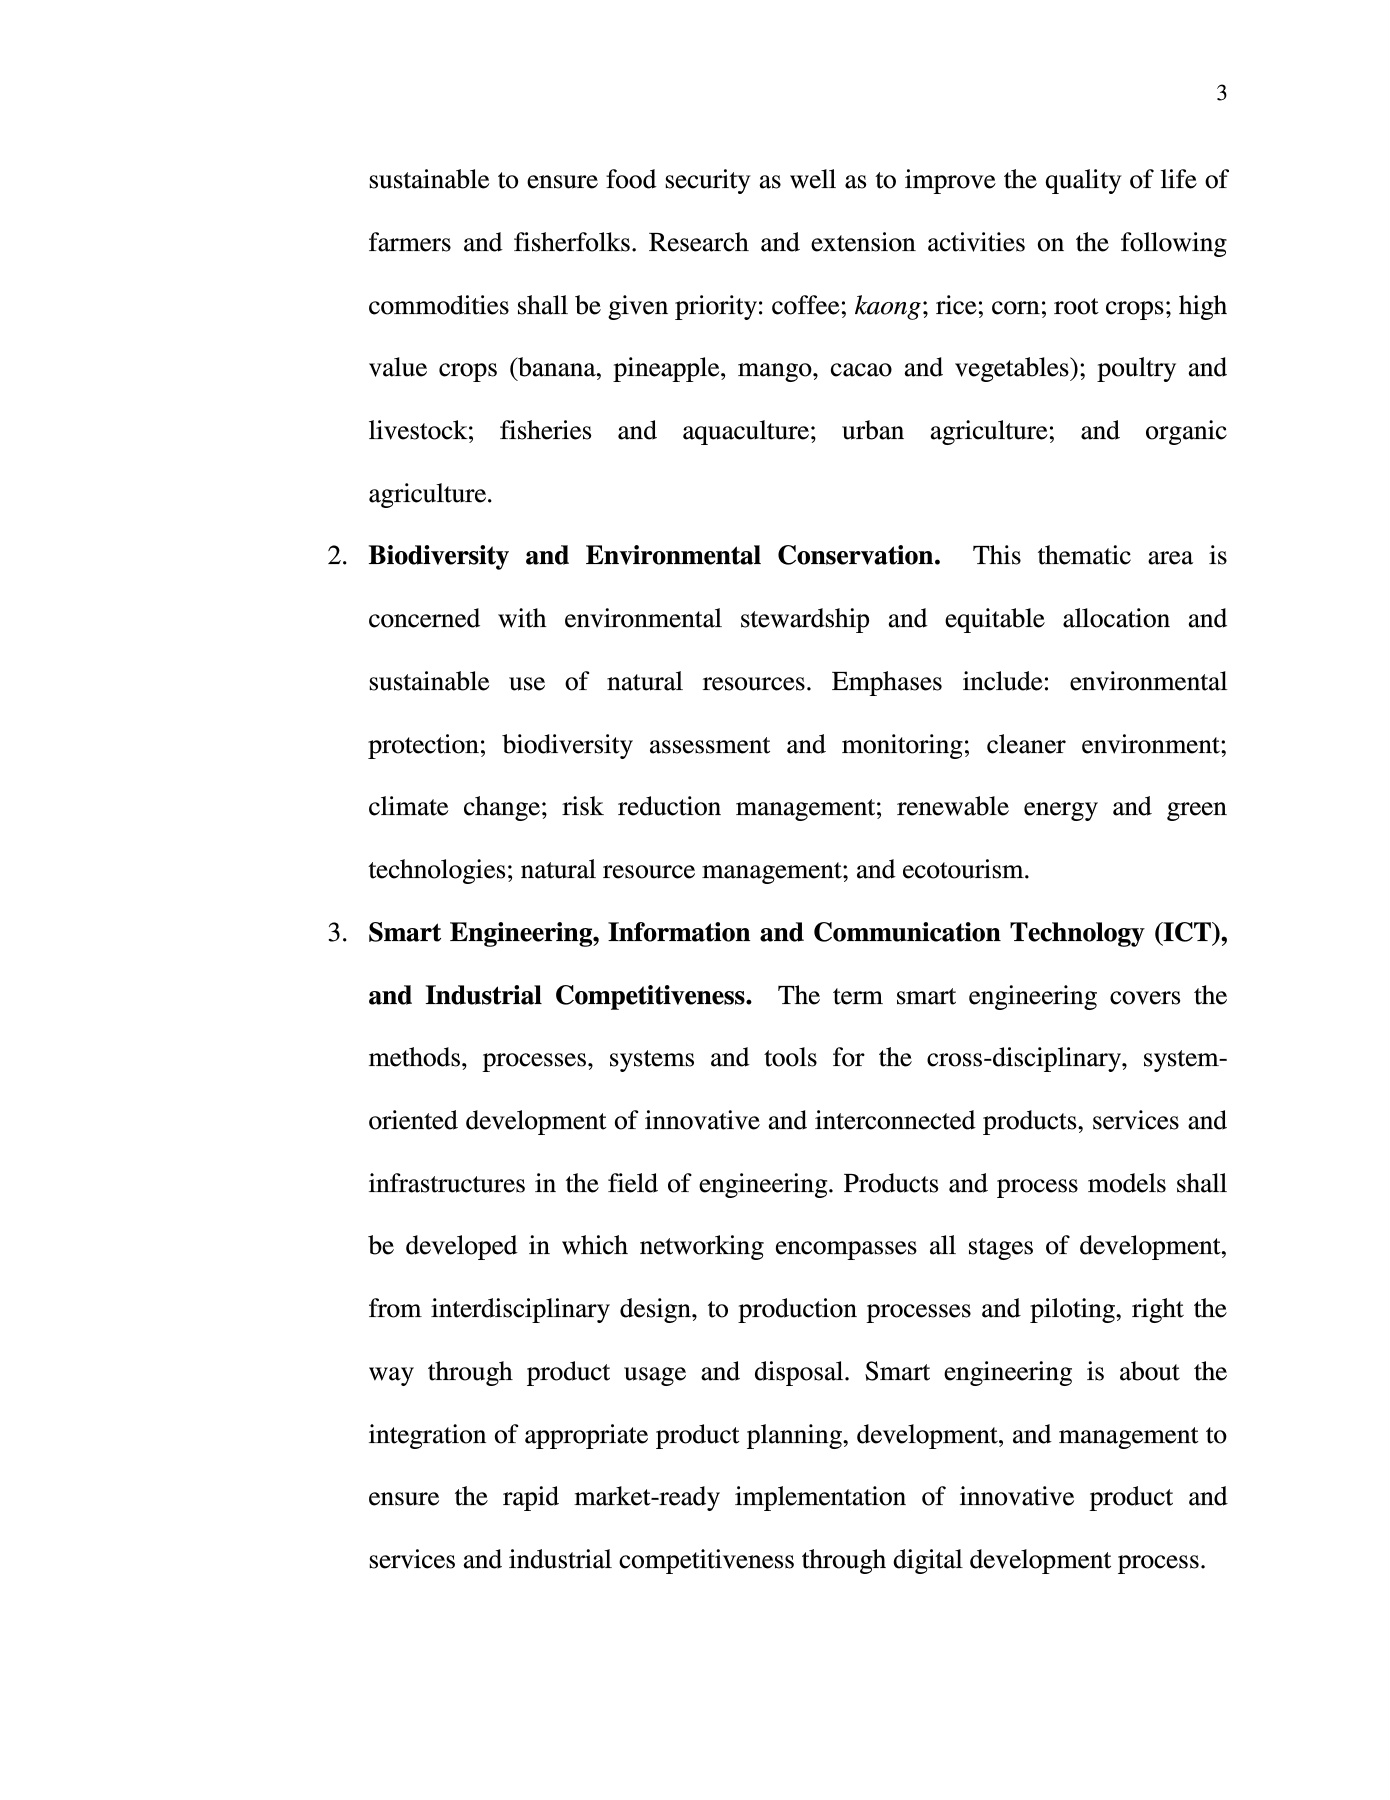 3
sustainable to ensure food security as well as to improve the quality of life of
farmers and fisherfolks. Research and extension activities on the following
commodities shall be given priority: coffee; kaong; rice; corn; root crops; high
value crops (banana, pineapple, mango, cacao and vegetables); poultry and
livestock; fisheries and aquaculture; urban agriculture; and organic
agriculture.
2. Biodiversity and Environmental Conservation. This thematic area is
concerned with environmental stewardship and equitable allocation and
sustainable use of natural resources. Emphases include: environmental
protection; biodiversity assessment and monitoring; cleaner environment;
climate change; risk reduction management; renewable energy and green
technologies; natural resource management; and ecotourism.
3. Smart Engineering, Information and Communication Technology (ICT),
and Industrial Competitiveness. The term smart engineering covers the
methods, processes, systems and tools for the cross-disciplinary, system-
oriented development of innovative and interconnected products, services and
infrastructures in the field of engineering. Products and process models shall
be developed in which networking encompasses all stages of development,
from interdisciplinary design, to production processes and piloting, right the
way through product usage and disposal. Smart engineering is about the
integration of appropriate product planning, development, and management to
ensure the rapid market-ready implementation of innovative product and
services and industrial competitiveness through digital development process.